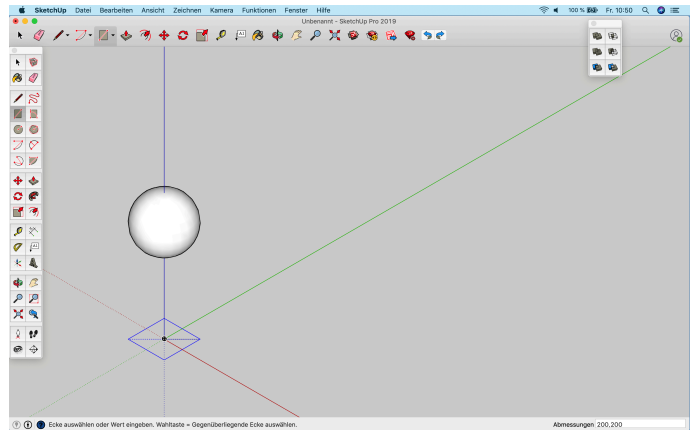 SketchUp Datei Bearbeiten Ansicht Zeichnen Kamera Funktionen Fenster Hilfe 100 % Fr. 10:50
Unbenannt - SketchUp Pro 2019
Ecke auswählen oder Wert eingeben. Wahltaste = Gegenüberliegende Ecke auswählen. Abmessungen 200,200